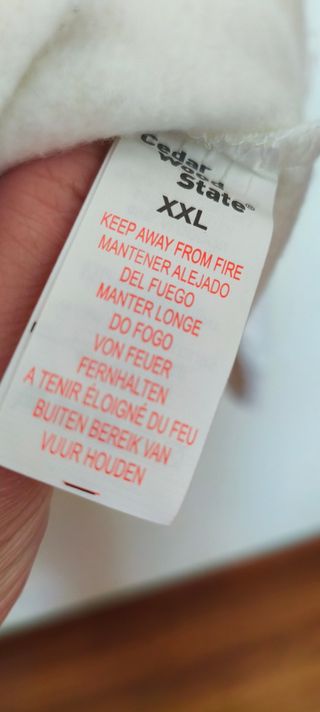 Cedar
wood
State®
XXL
KEEP AWAY FROM FIRE
MANTENER ALEJADO
DEL FUEGO
MANTER LONGE
DO FOGO
VON FEUER
FERNHALTEN
A TENIR ÉLOIGNÉ DU FEU
BUITEN BEREIK VAN
VUUR HOUDEN